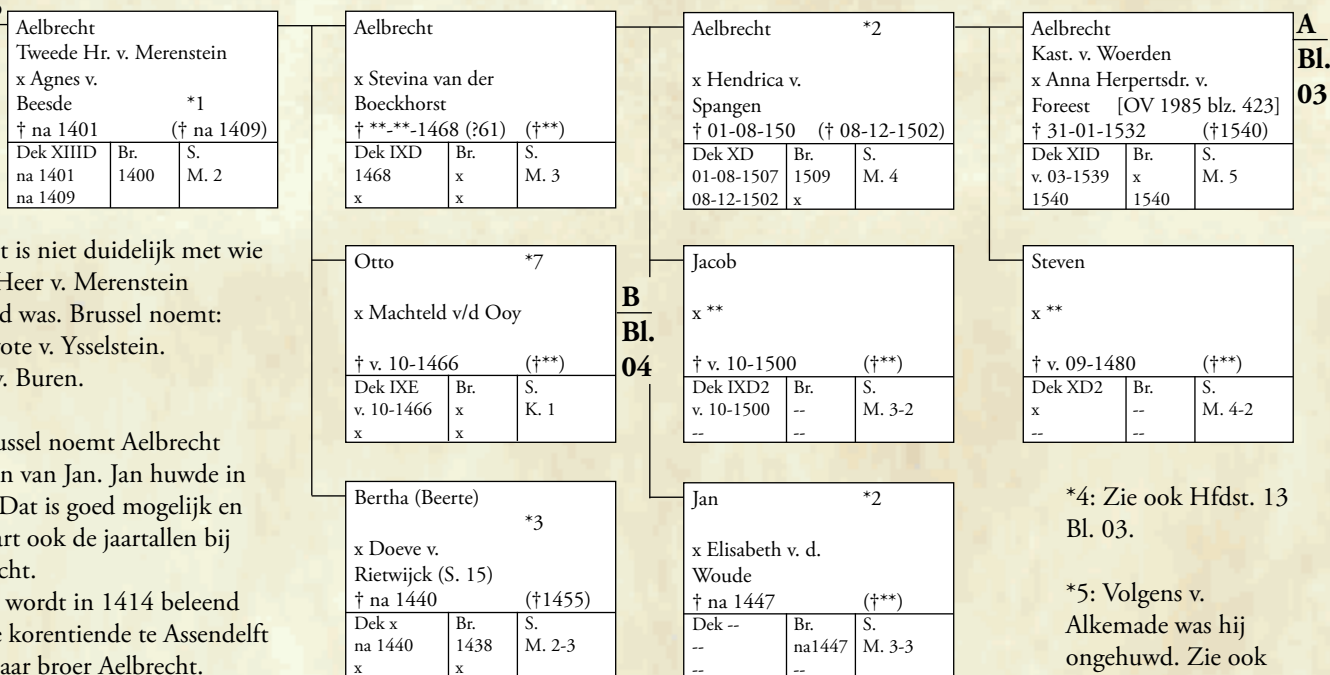 Aelbrecht
Tweede Hr. v. Merenstein
x Agnes v.
Beesde *1
† na 1401 († na 1409)
Dek XIIID Br. S.
na 1401 1400 M. 2
na 1409
Aelbrecht
x Stevina van der
Boeckhorst
† **-**-1468 (?61) (†**)
Dek IXD Br. S.
1468 x M. 3
x x
Aelbrecht *2
x Hendrica v.
Spangen
† 01-08-150 († 08-12-1502)
Dek XD Br. S.
01-08-1507 1509 M. 4
08-12-1502 x
Aelbrecht
Kast. v. Woerden
x Anna Herpertsdr. v.
Foreest [OV 1985 blz. 423]
† 31-01-1532 (†1540)
Dek XID Br. S.
v. 03-1539 x M. 5
1540 1540
A
Bl.
03
t is niet duidelijk met wie
Heer v. Merenstein
d was. Brussel noemt:
ote v. Ysselstein.
v. Buren.
ussel noemt Aelbrecht
n van Jan. Jan huwde in
Dat is goed mogelijk en
art ook de jaartallen bij
cht.
wordt in 1414 beleend
e korentiende te Assendelft
aar broer Aelbrecht.
Otto *7
x Machteld v/d Ooy
† v. 10-1466 (†**)
Dek IXE Br. S.
v. 10-1466 x K. 1
x x
B
Bl.
04
Jacob
x **
† v. 10-1500 (†**)
Dek IXD2 Br. S.
v. 10-1500 -- M. 3-2
-- --
Steven
x **
† v. 09-1480 (†**)
Dek XD2 Br. S.
x -- M. 4-2
-- --
Bertha (Beerte)
*3
x Doeve v.
Rietwijck (S. 15)
† na 1440 (†1455)
Dek x Br. S.
na 1440 1438 M. 2-3
x x
Jan *2
x Elisabeth v. d.
Woude
† na 1447 (†**)
Dek -- Br. S.
-- na1447 M. 3-3
-- --
*4: Zie ook Hfdst. 13
Bl. 03.
*5: Volgens v.
Alkemade was hij
ongehuwd. Zie ook